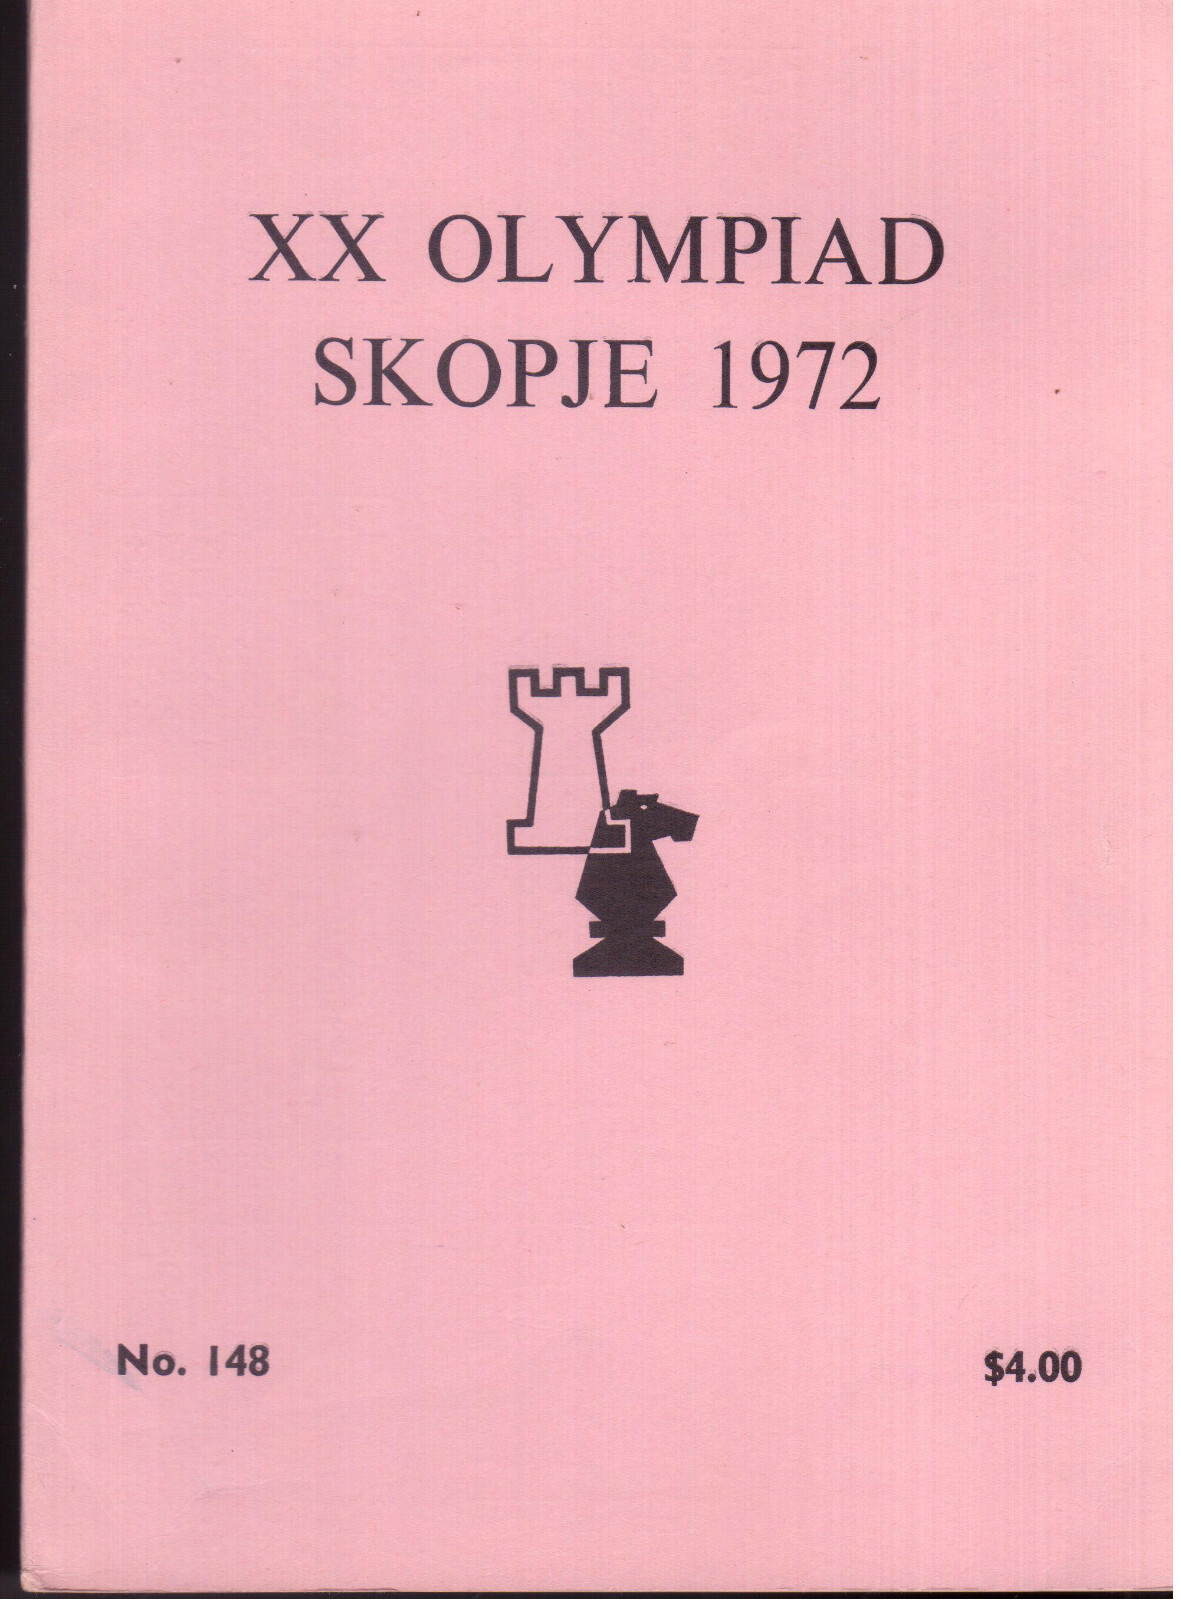 XX OLYMPIAD
SKOPJE 1972
No. 148
$4.00